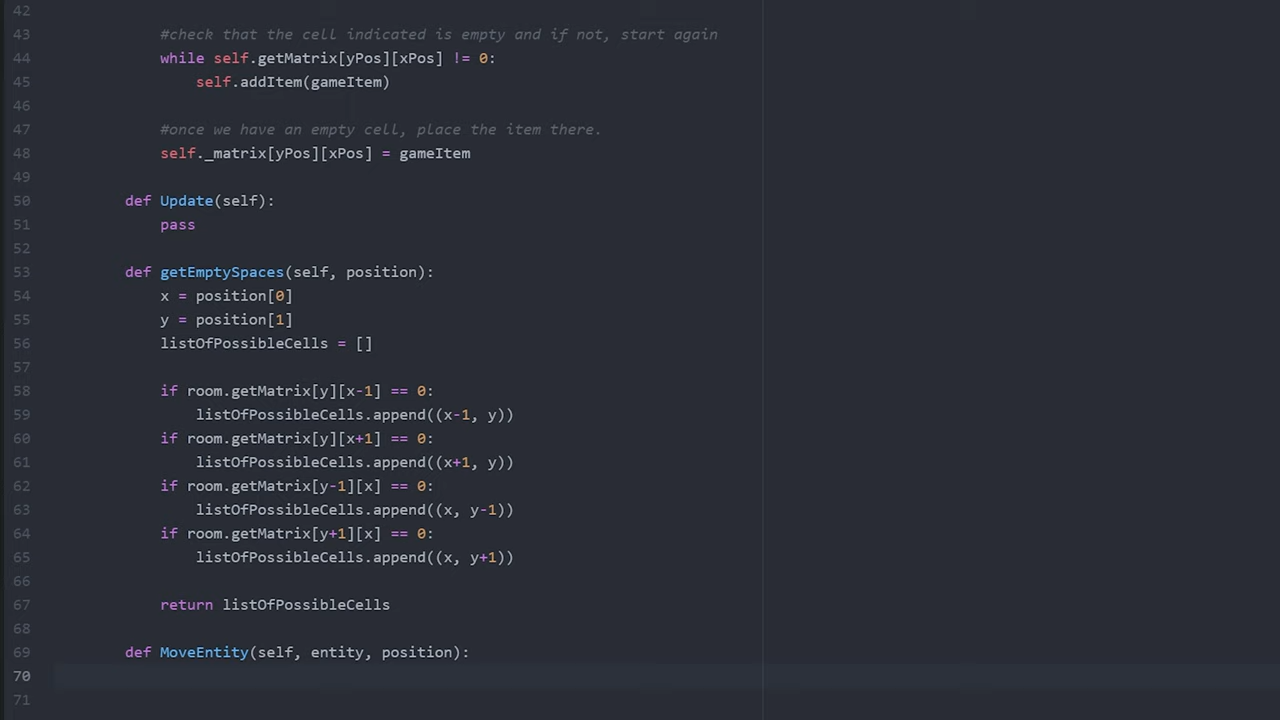 42
43 #check that the cell indicated is empty and if not, start again
44 while self.getMatrix[yPos][xPos] != 0:
45 self.addItem(gameItem)
46
47 #once we have an empty cell, place the item there.
48 self._matrix[yPos][xPos] = gameItem
49
50 def Update(self):
51 pass
52
53 def getEmptySpaces(self, position):
54 x = position[0]
55 y = position[1]
56 listOfPossibleCells = []
57
58 if room.getMatrix[y][x-1] == 0:
59 listOfPossibleCells.append((x-1, y))
60 if room.getMatrix[y][x+1] == 0:
61 listOfPossibleCells.append((x+1, y))
62 if room.getMatrix[y-1][x] == 0:
63 listOfPossibleCells.append((x, y-1))
64 if room.getMatrix[y+1][x] == 0:
65 listOfPossibleCells.append((x, y+1))
66
67 return listOfPossibleCells
68
69 def MoveEntity(self, entity, position):
70
71